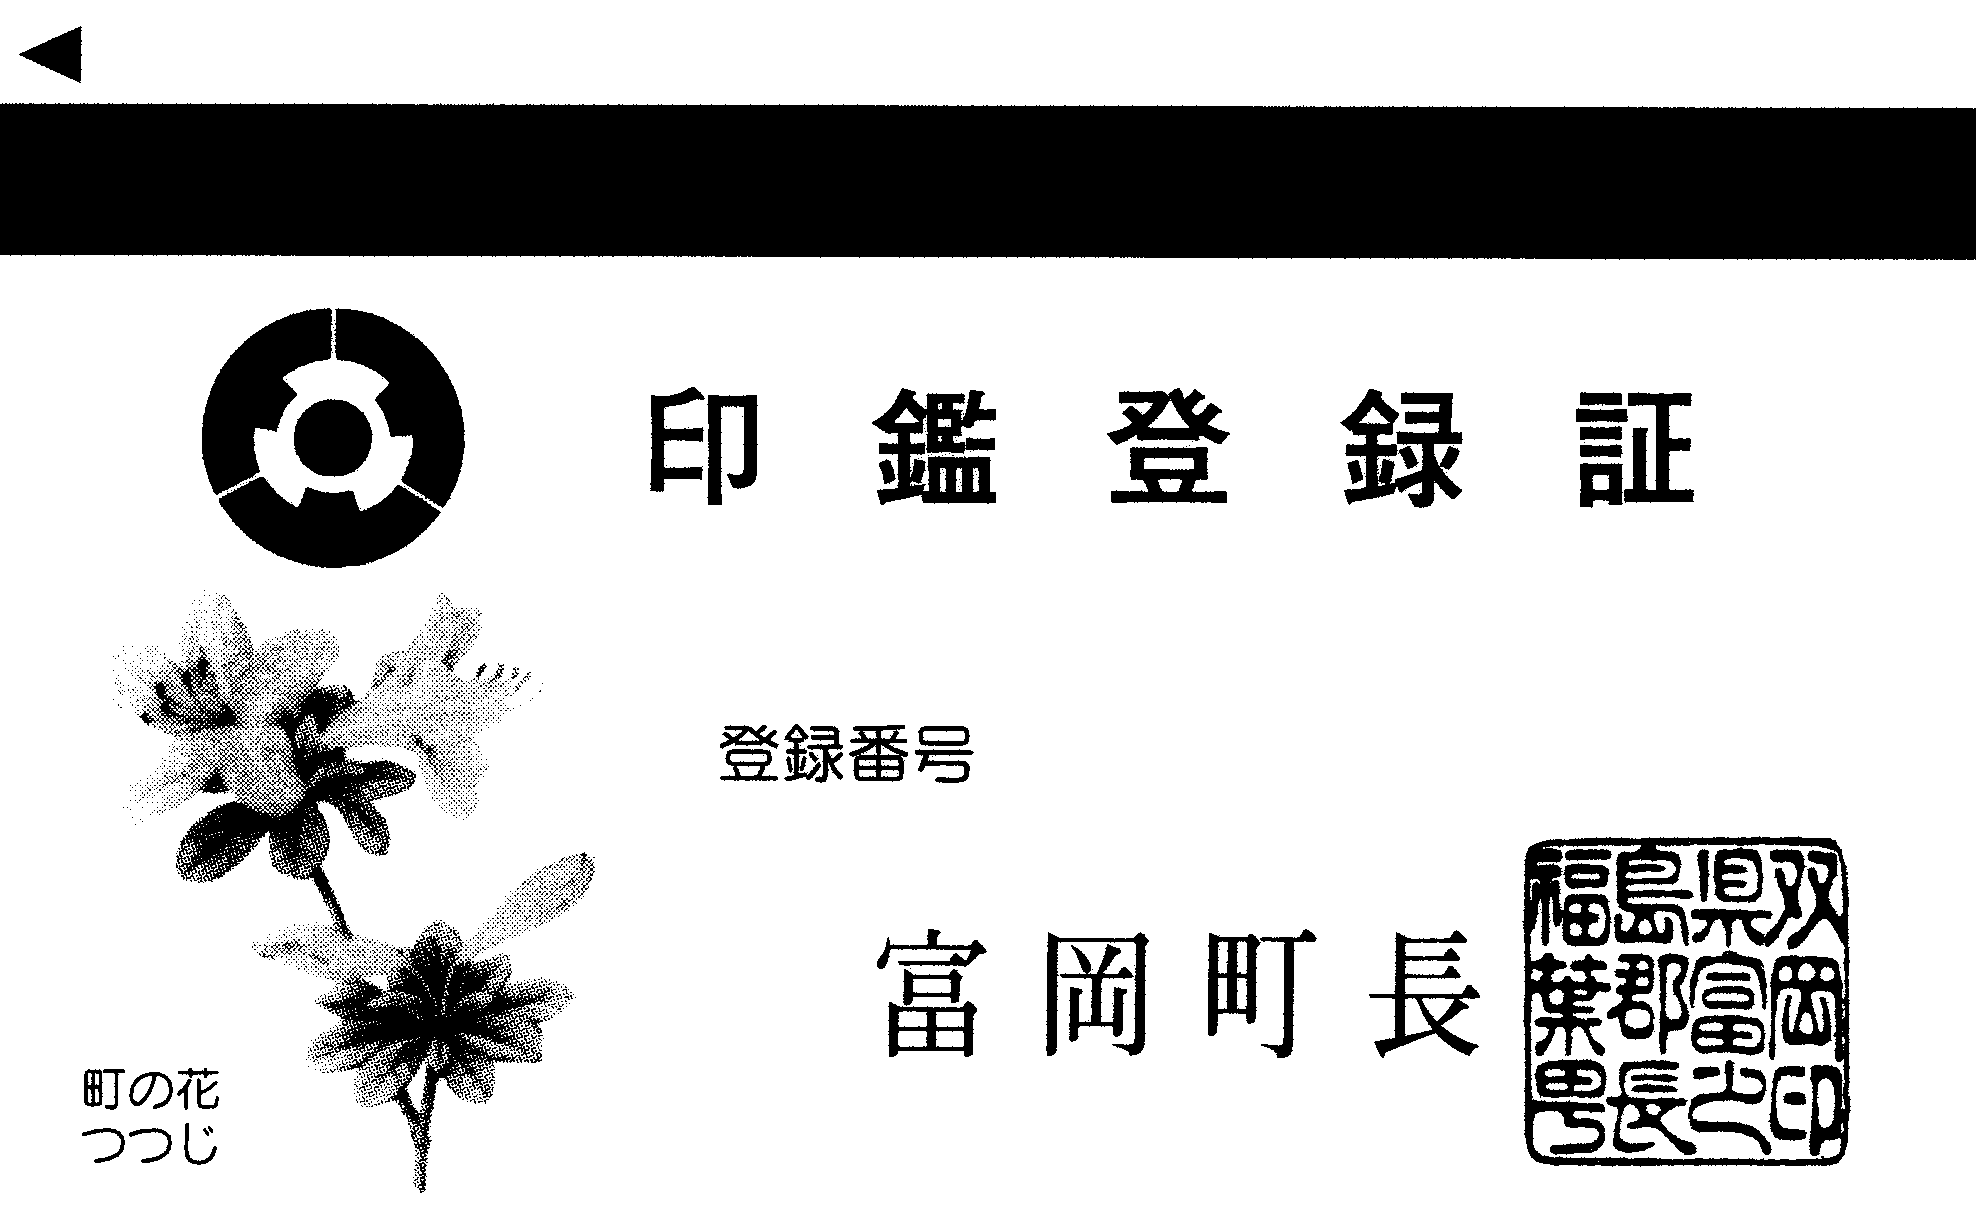 印鑑登録証
登録番号
富岡町長
福島県双
葉郡富岡
町長之印
町の花
つつじ